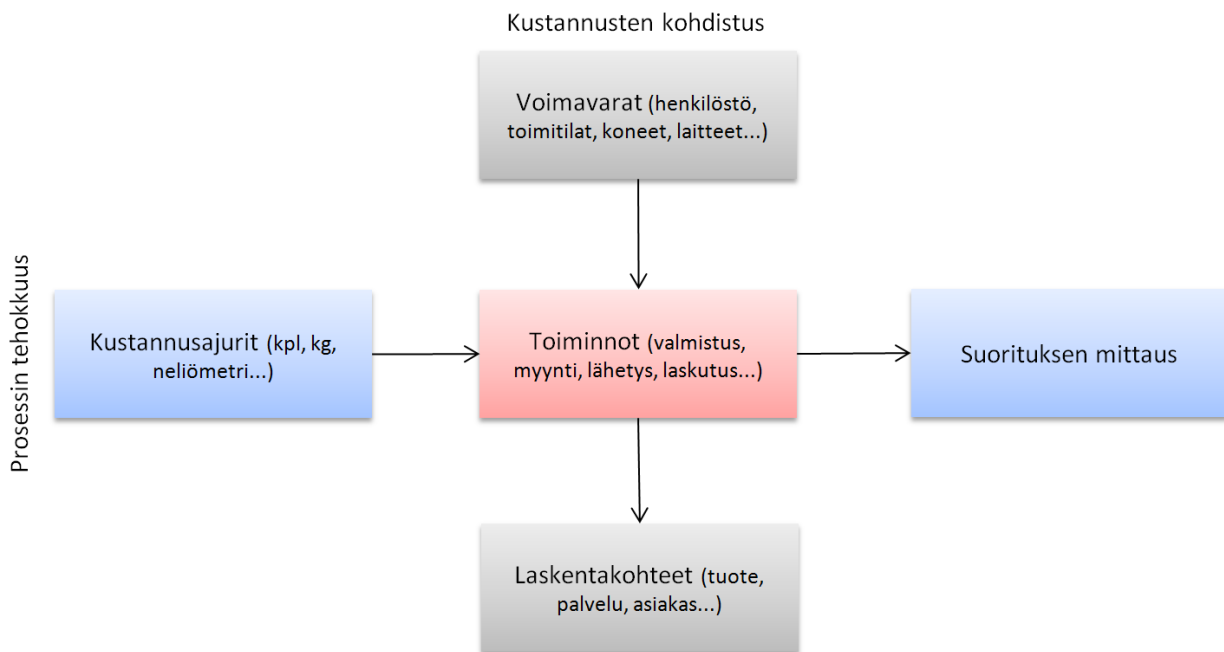 Kustannusten kohdistus
Voimavarat (henkilöstö,
toimitilat, koneet, laitteet...)
Prosessin tehokkuus
Kustannusajurit (kpl, kg,
neliömetri...)
Toiminnot (valmistus,
myynti, lähetys, laskutus...)
Suorituksen mittaus
Laskentakohteet (tuote,
palvelu, asiakas...)